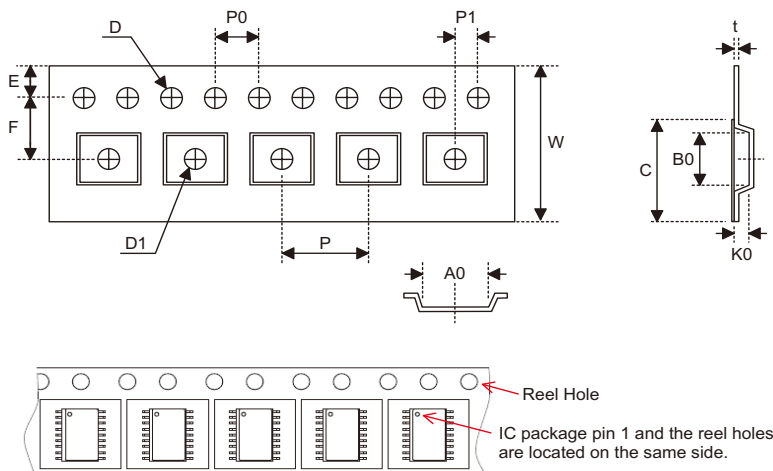 D
P0
P1
t
E
F
W
C
B0
D1
P
K0
A0
Reel Hole
IC package pin 1 and the reel holes
are located on the same side.